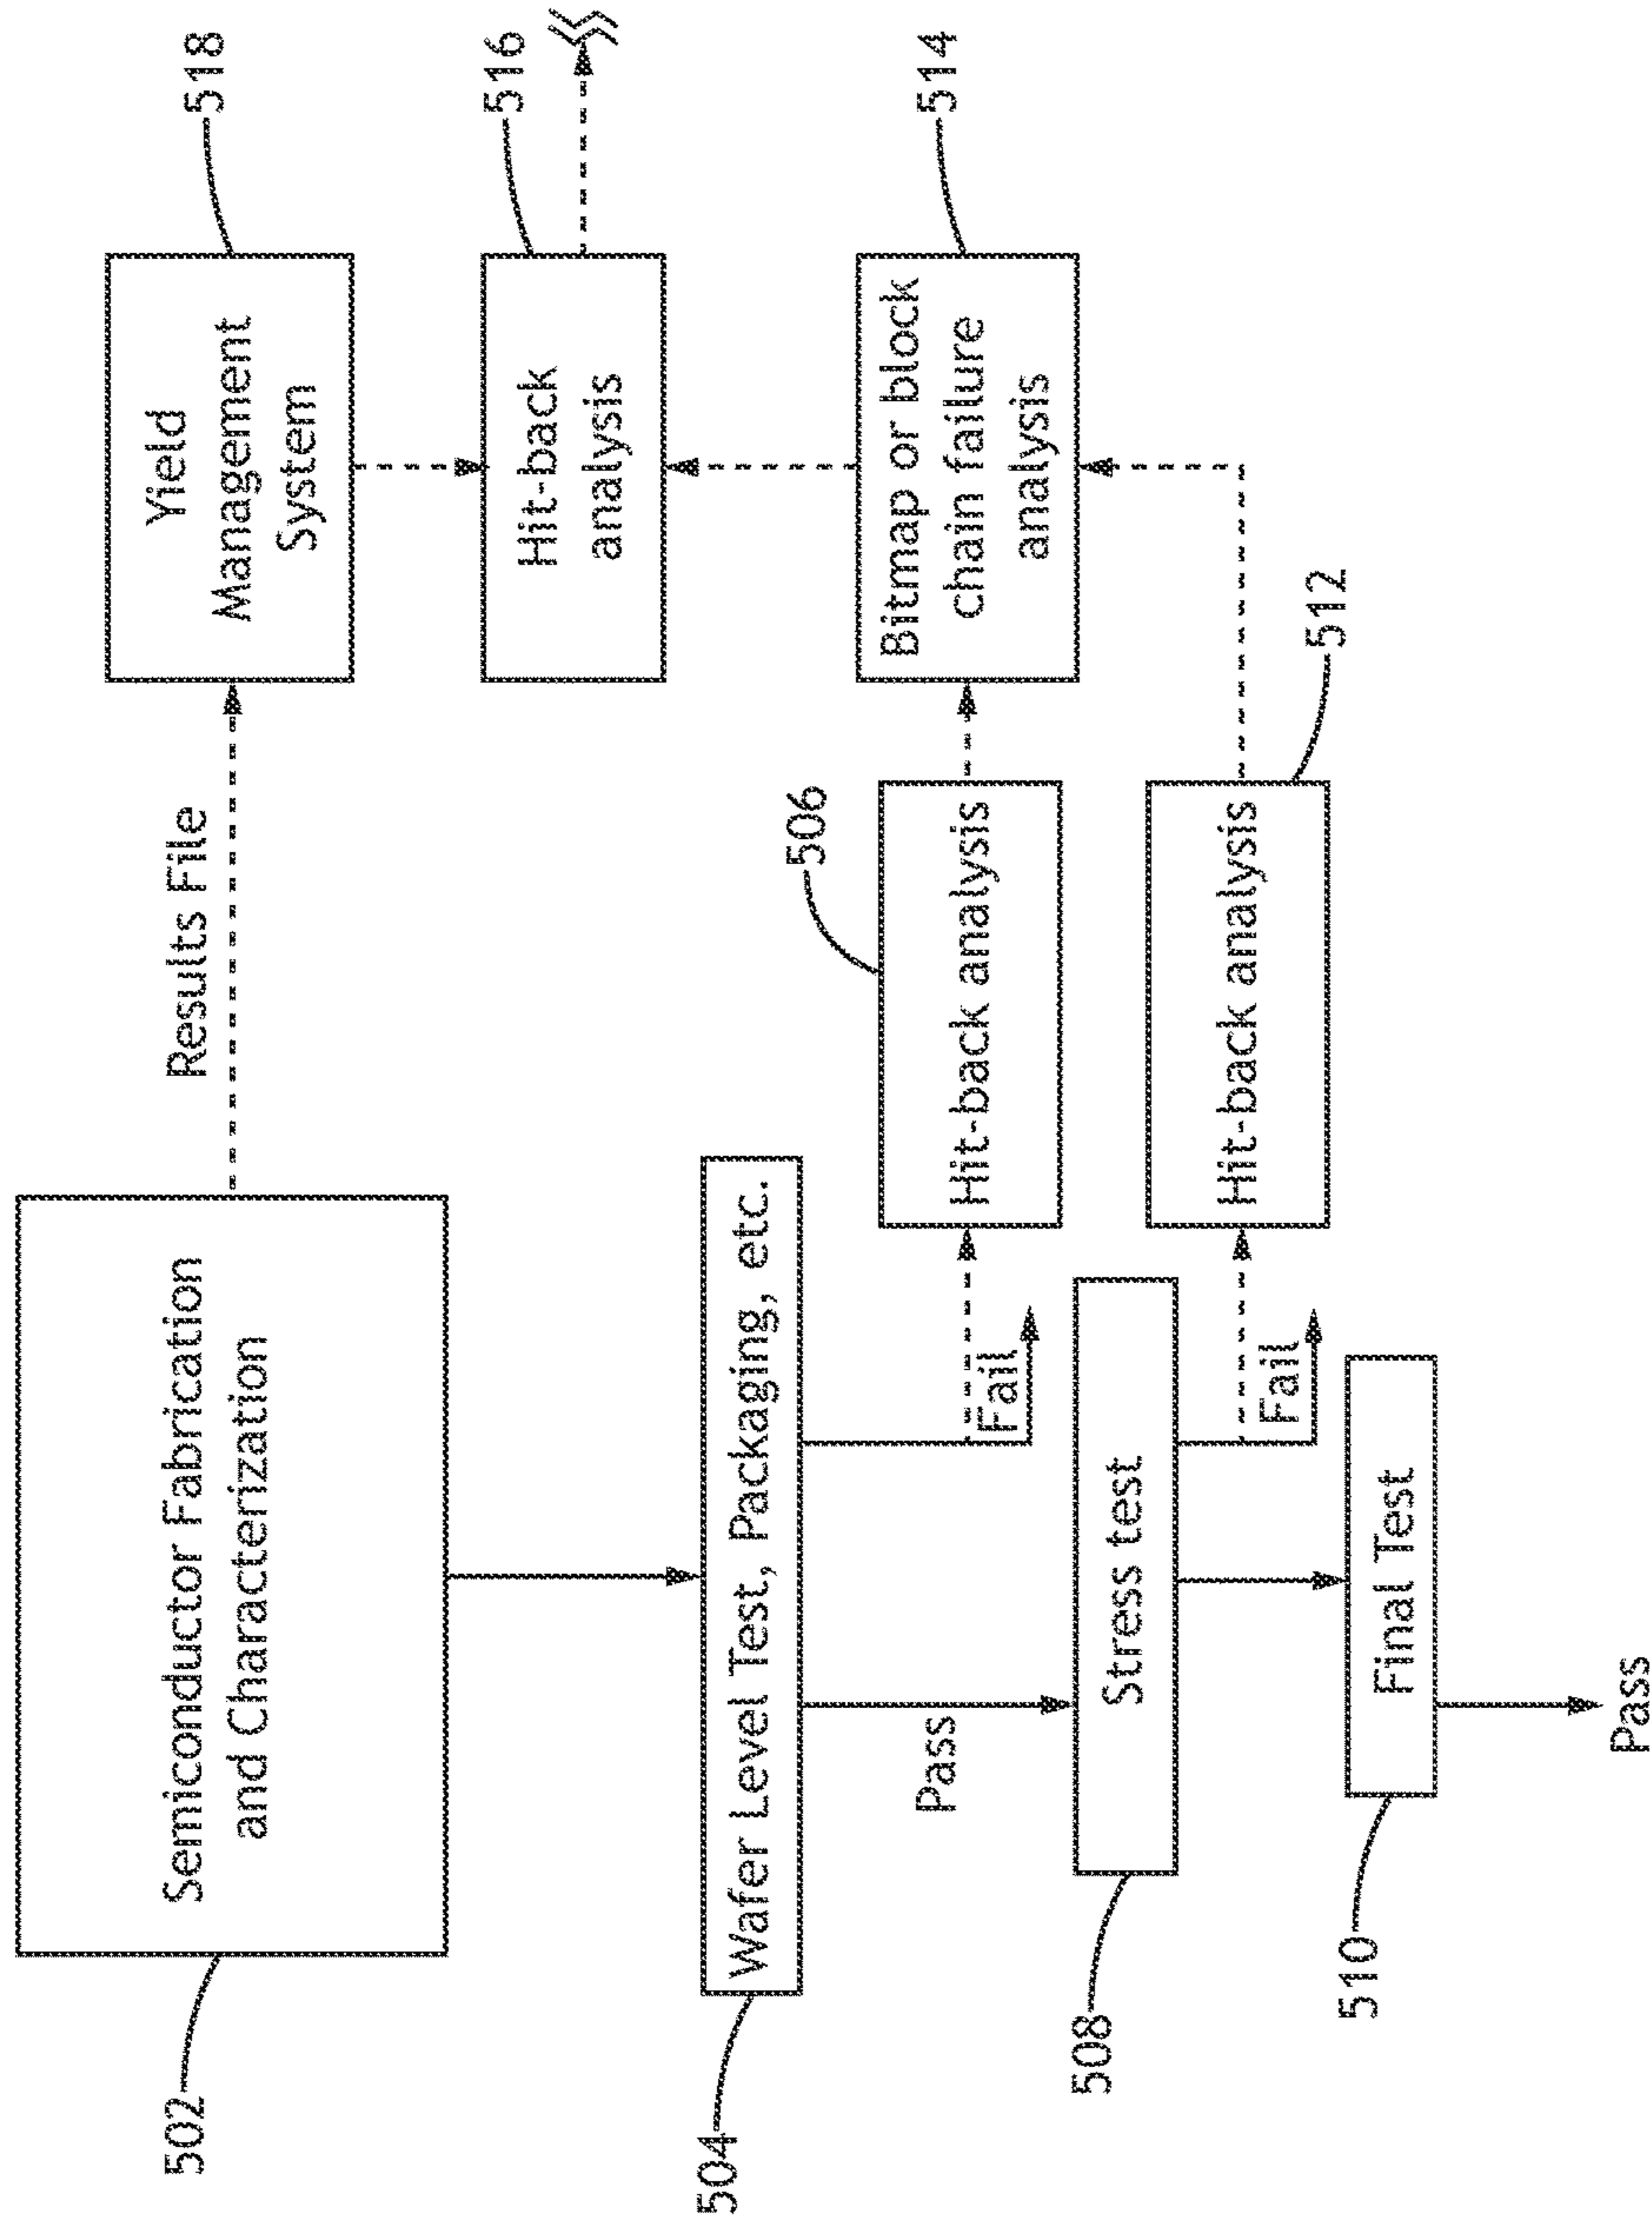 502
Semiconductor Fabrication
and Characterization
Results File
Yield
Management
System
518
Hit-back
analysis
516
504
Wafer Level Test, Packaging, etc.
Pass
Fail
506
Hit-back analysis
Bitmap or block
chain failure
analysis
514
508
Stress test
Fail
Hit-back analysis
512
510
Final Test
Pass